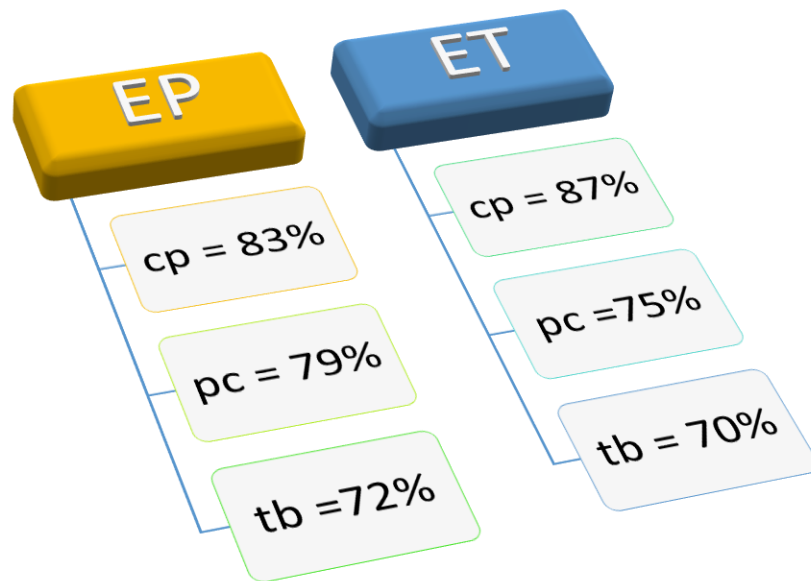 EP
cp = 83%
pc = 79%
tb =72%
ET
cp = 87%
pc =75%
tb = 70%